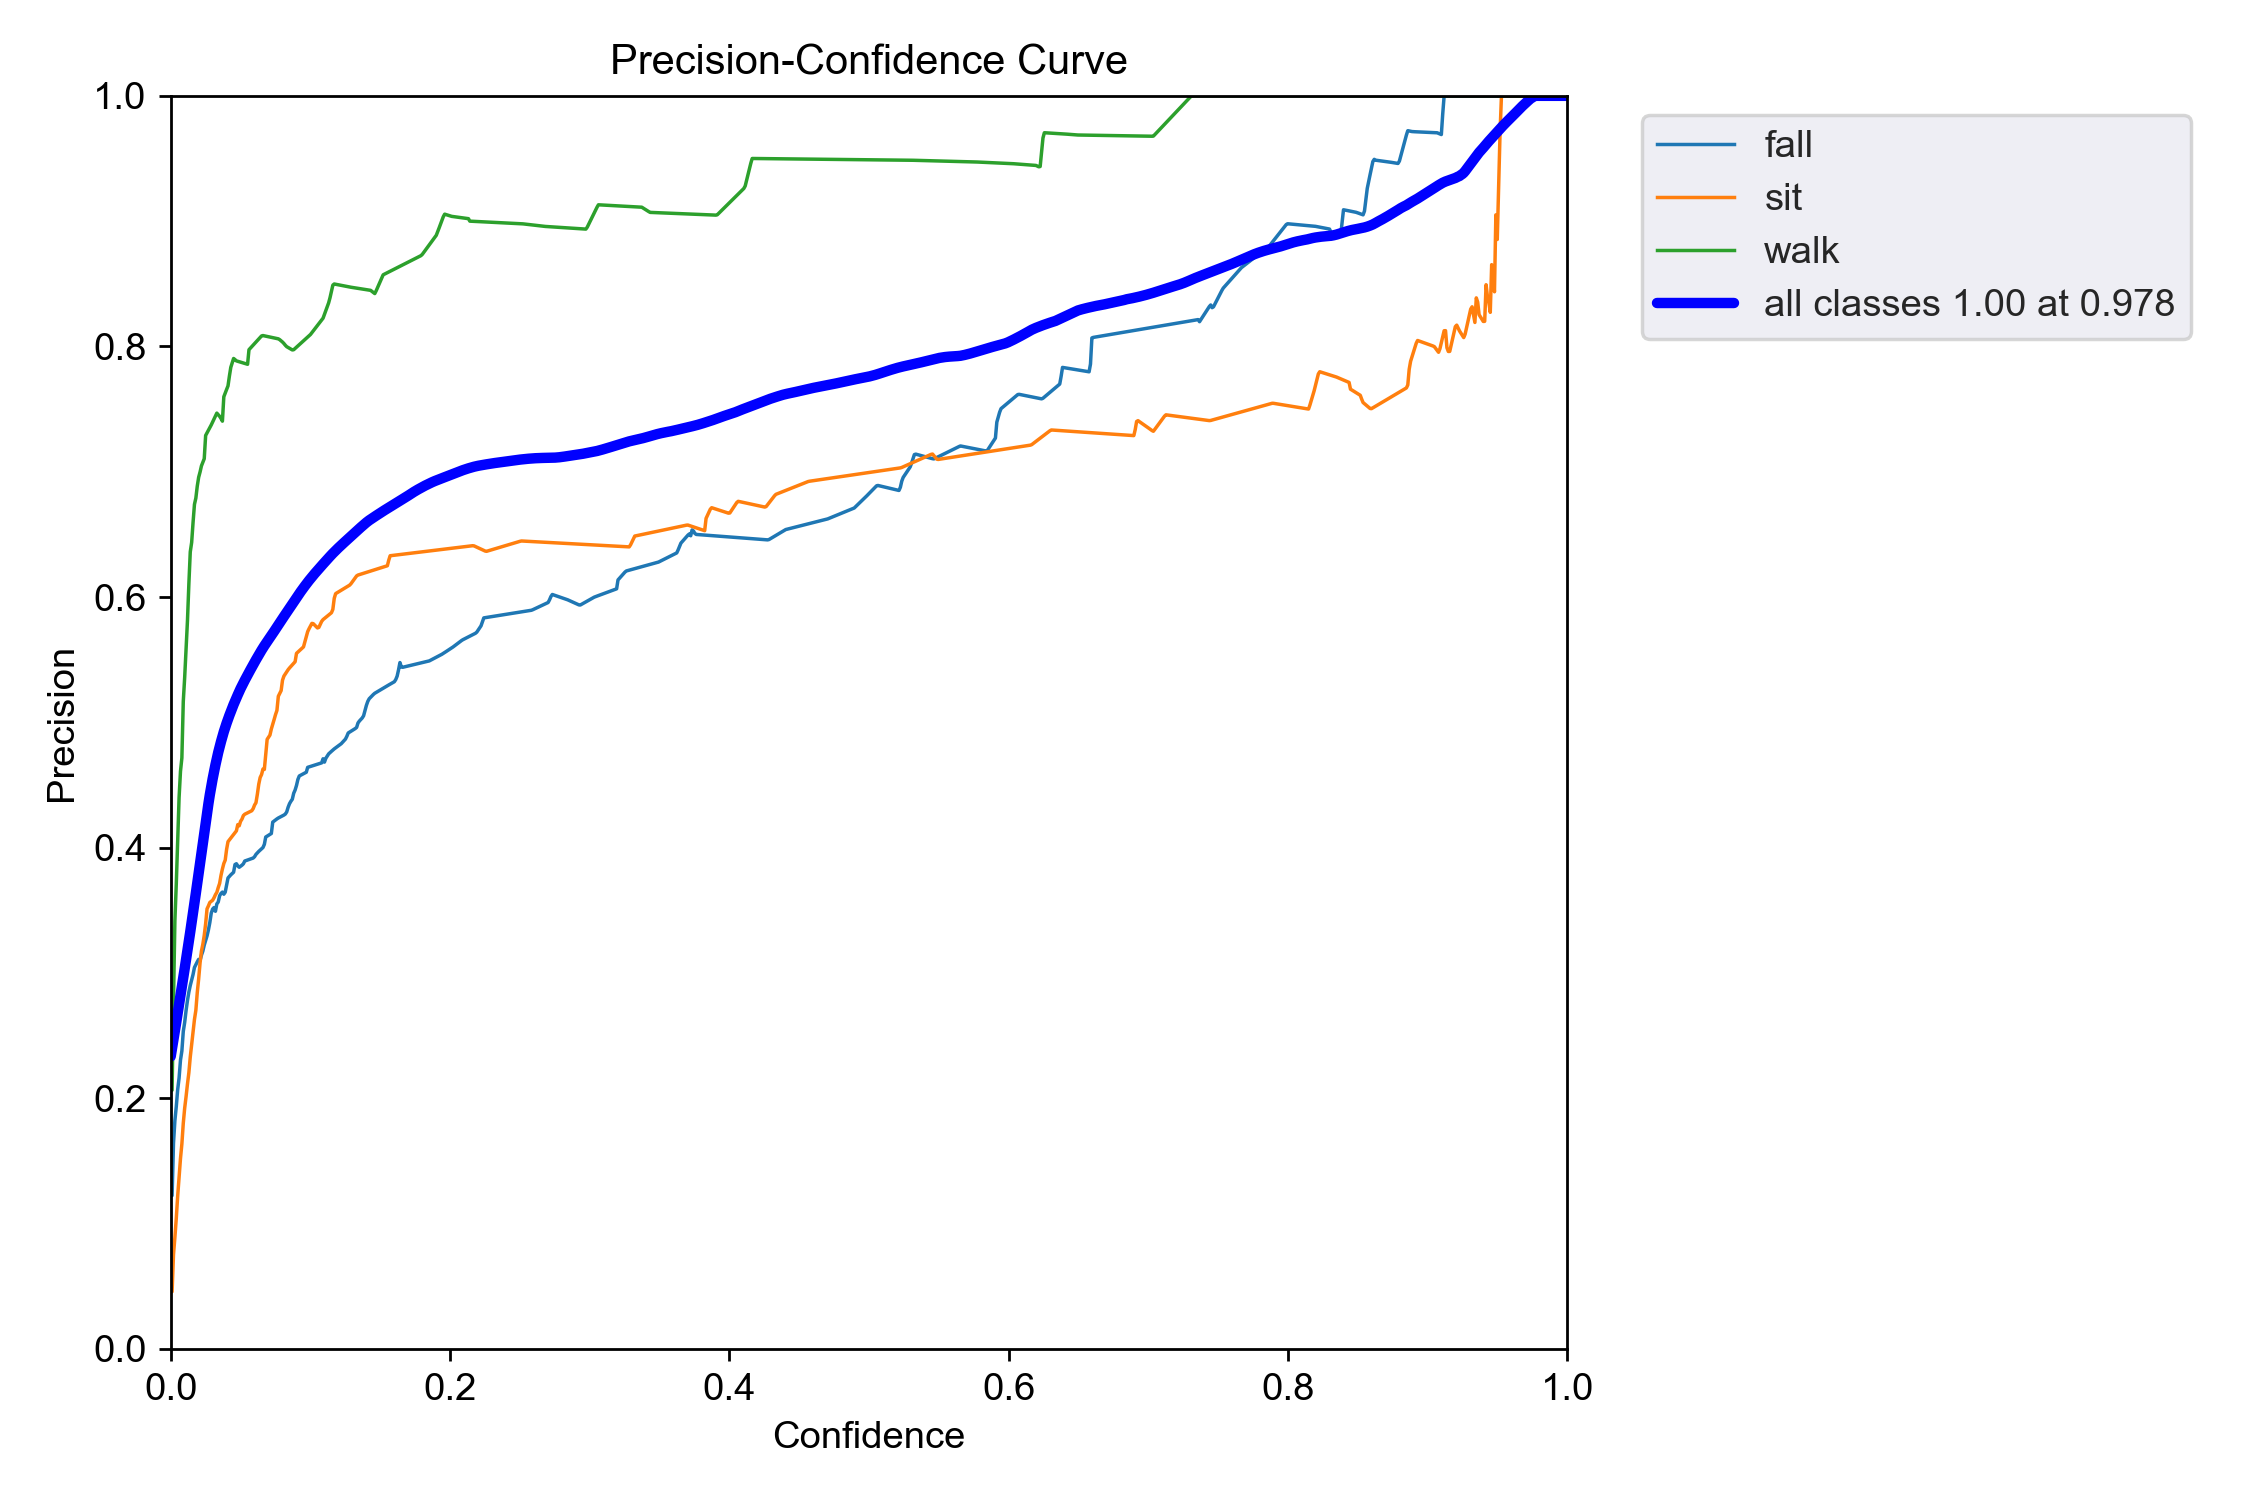 Precision-Confidence Curve
1.0
0.8
0.6
0.4
0.2
0.0
Precision
0.0 0.2 0.4 0.6 0.8 1.0
Confidence
fall
sit
walk
all classes 1.00 at 0.978